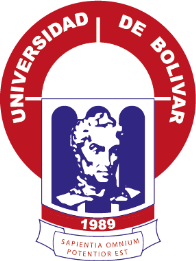 UNIVERSIDAD DE BOLIVAR
1989
SAPIENTIA OMNIUM
POTENTIOR EST